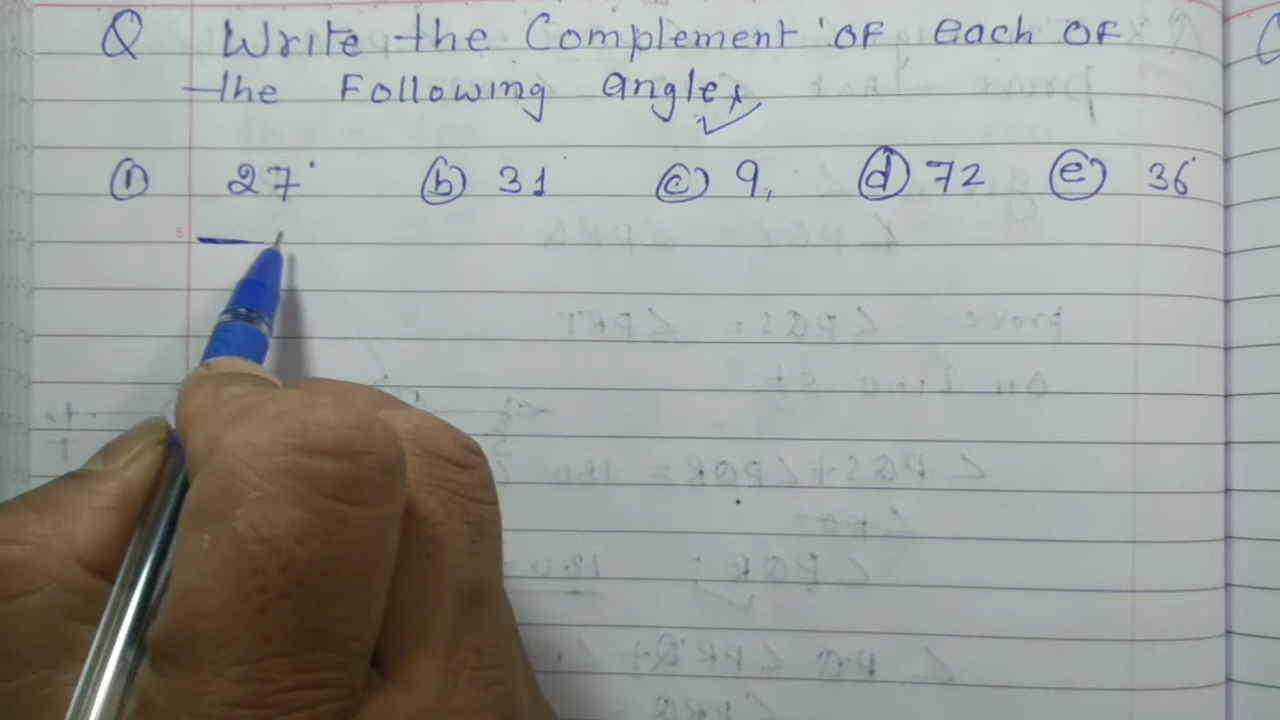 Q Write the Complement of each of
the Following angles
① 27° ⓑ 31 ⓒ 9, ⓓ 72 ⓔ 36°